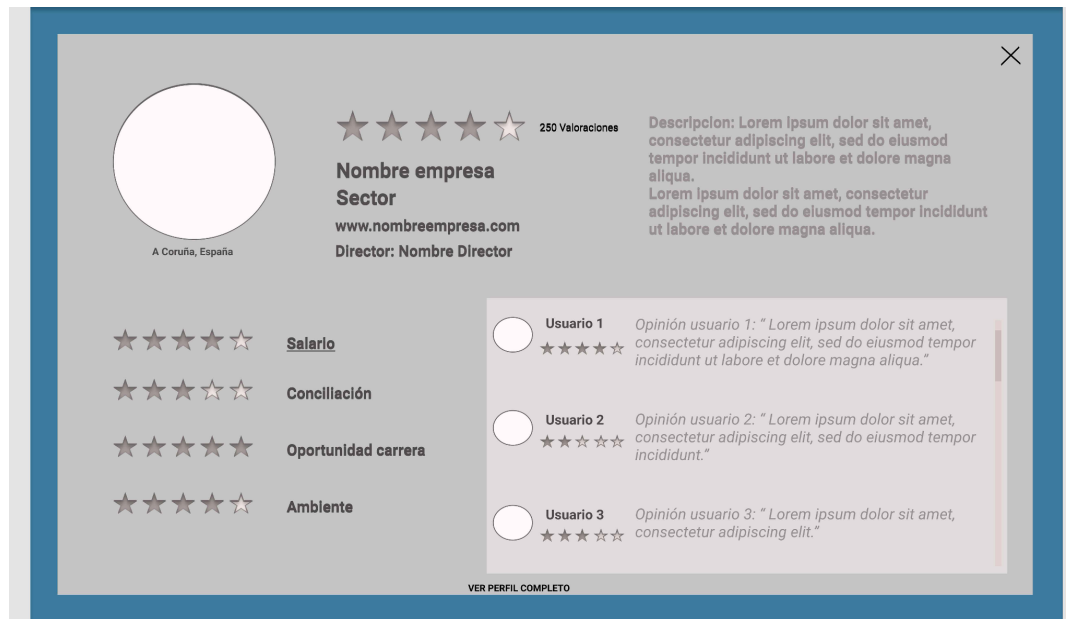 250 Valoraciones
Nombre empresa
Sector
www.nombreempresa.com
Director: Nombre Director
A Coruña, España
Descripcion: Lorem ipsum dolor sit amet,
consectetur adipiscing elit, sed do eiusmod
tempor incididunt ut labore et dolore magna
aliqua.
Lorem ipsum dolor sit amet, consectetur
adipiscing elit, sed do eiusmod tempor incididunt
ut labore et dolore magna aliqua.
Salario
Conciliación
Oportunidad carrera
Ambiente
Usuario 1
Opinión usuario 1: “ Lorem ipsum dolor sit amet,
consectetur adipiscing elit, sed do eiusmod tempor
incididunt ut labore et dolore magna aliqua.”
Usuario 2
Opinión usuario 2: “ Lorem ipsum dolor sit amet,
consectetur adipiscing elit, sed do eiusmod tempor
incididunt.”
Usuario 3
Opinión usuario 3: “ Lorem ipsum dolor sit amet,
consectetur adipiscing elit.”
VER PERFIL COMPLETO